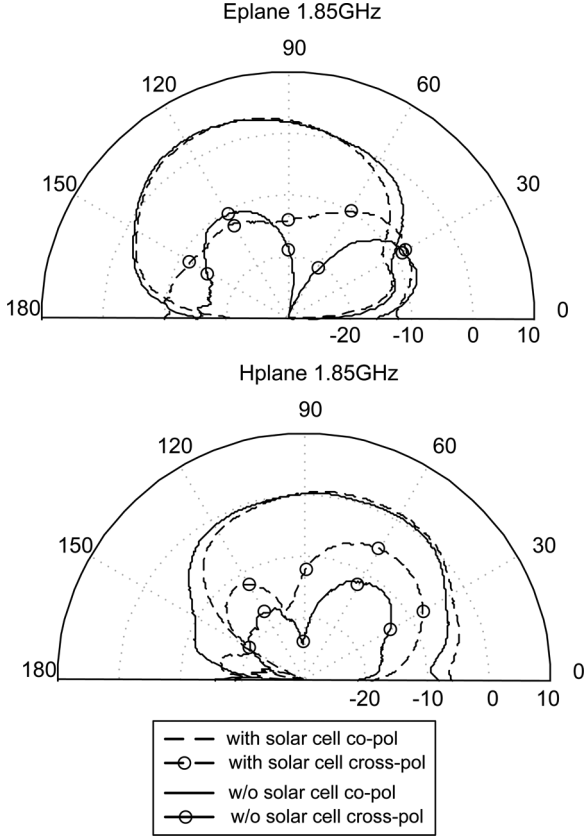 Eplane 1.85GHz
90
120 60
150 30
180 0
-20 -10 0 10
Hplane 1.85GHz
90
120 60
150 30
180 0
-20 -10 0 10
with solar cell co-pol
with solar cell cross-pol
w/o solar cell co-pol
w/o solar cell cross-pol